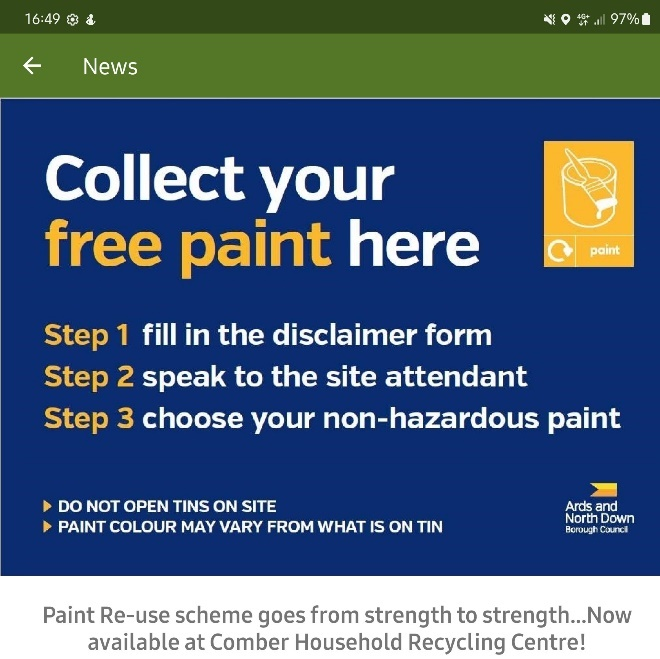 16:49 4G+ 97%
News
Collect your
free paint here
paint
Step 1 fill in the disclaimer form
Step 2 speak to the site attendant
Step 3 choose your non-hazardous paint
DO NOT OPEN TINS ON SITE
PAINT COLOUR MAY VARY FROM WHAT IS ON TIN
Ards and
North Down
Borough Council
Paint Re-use scheme goes from strength to strength...Now
available at Comber Household Recycling Centre!